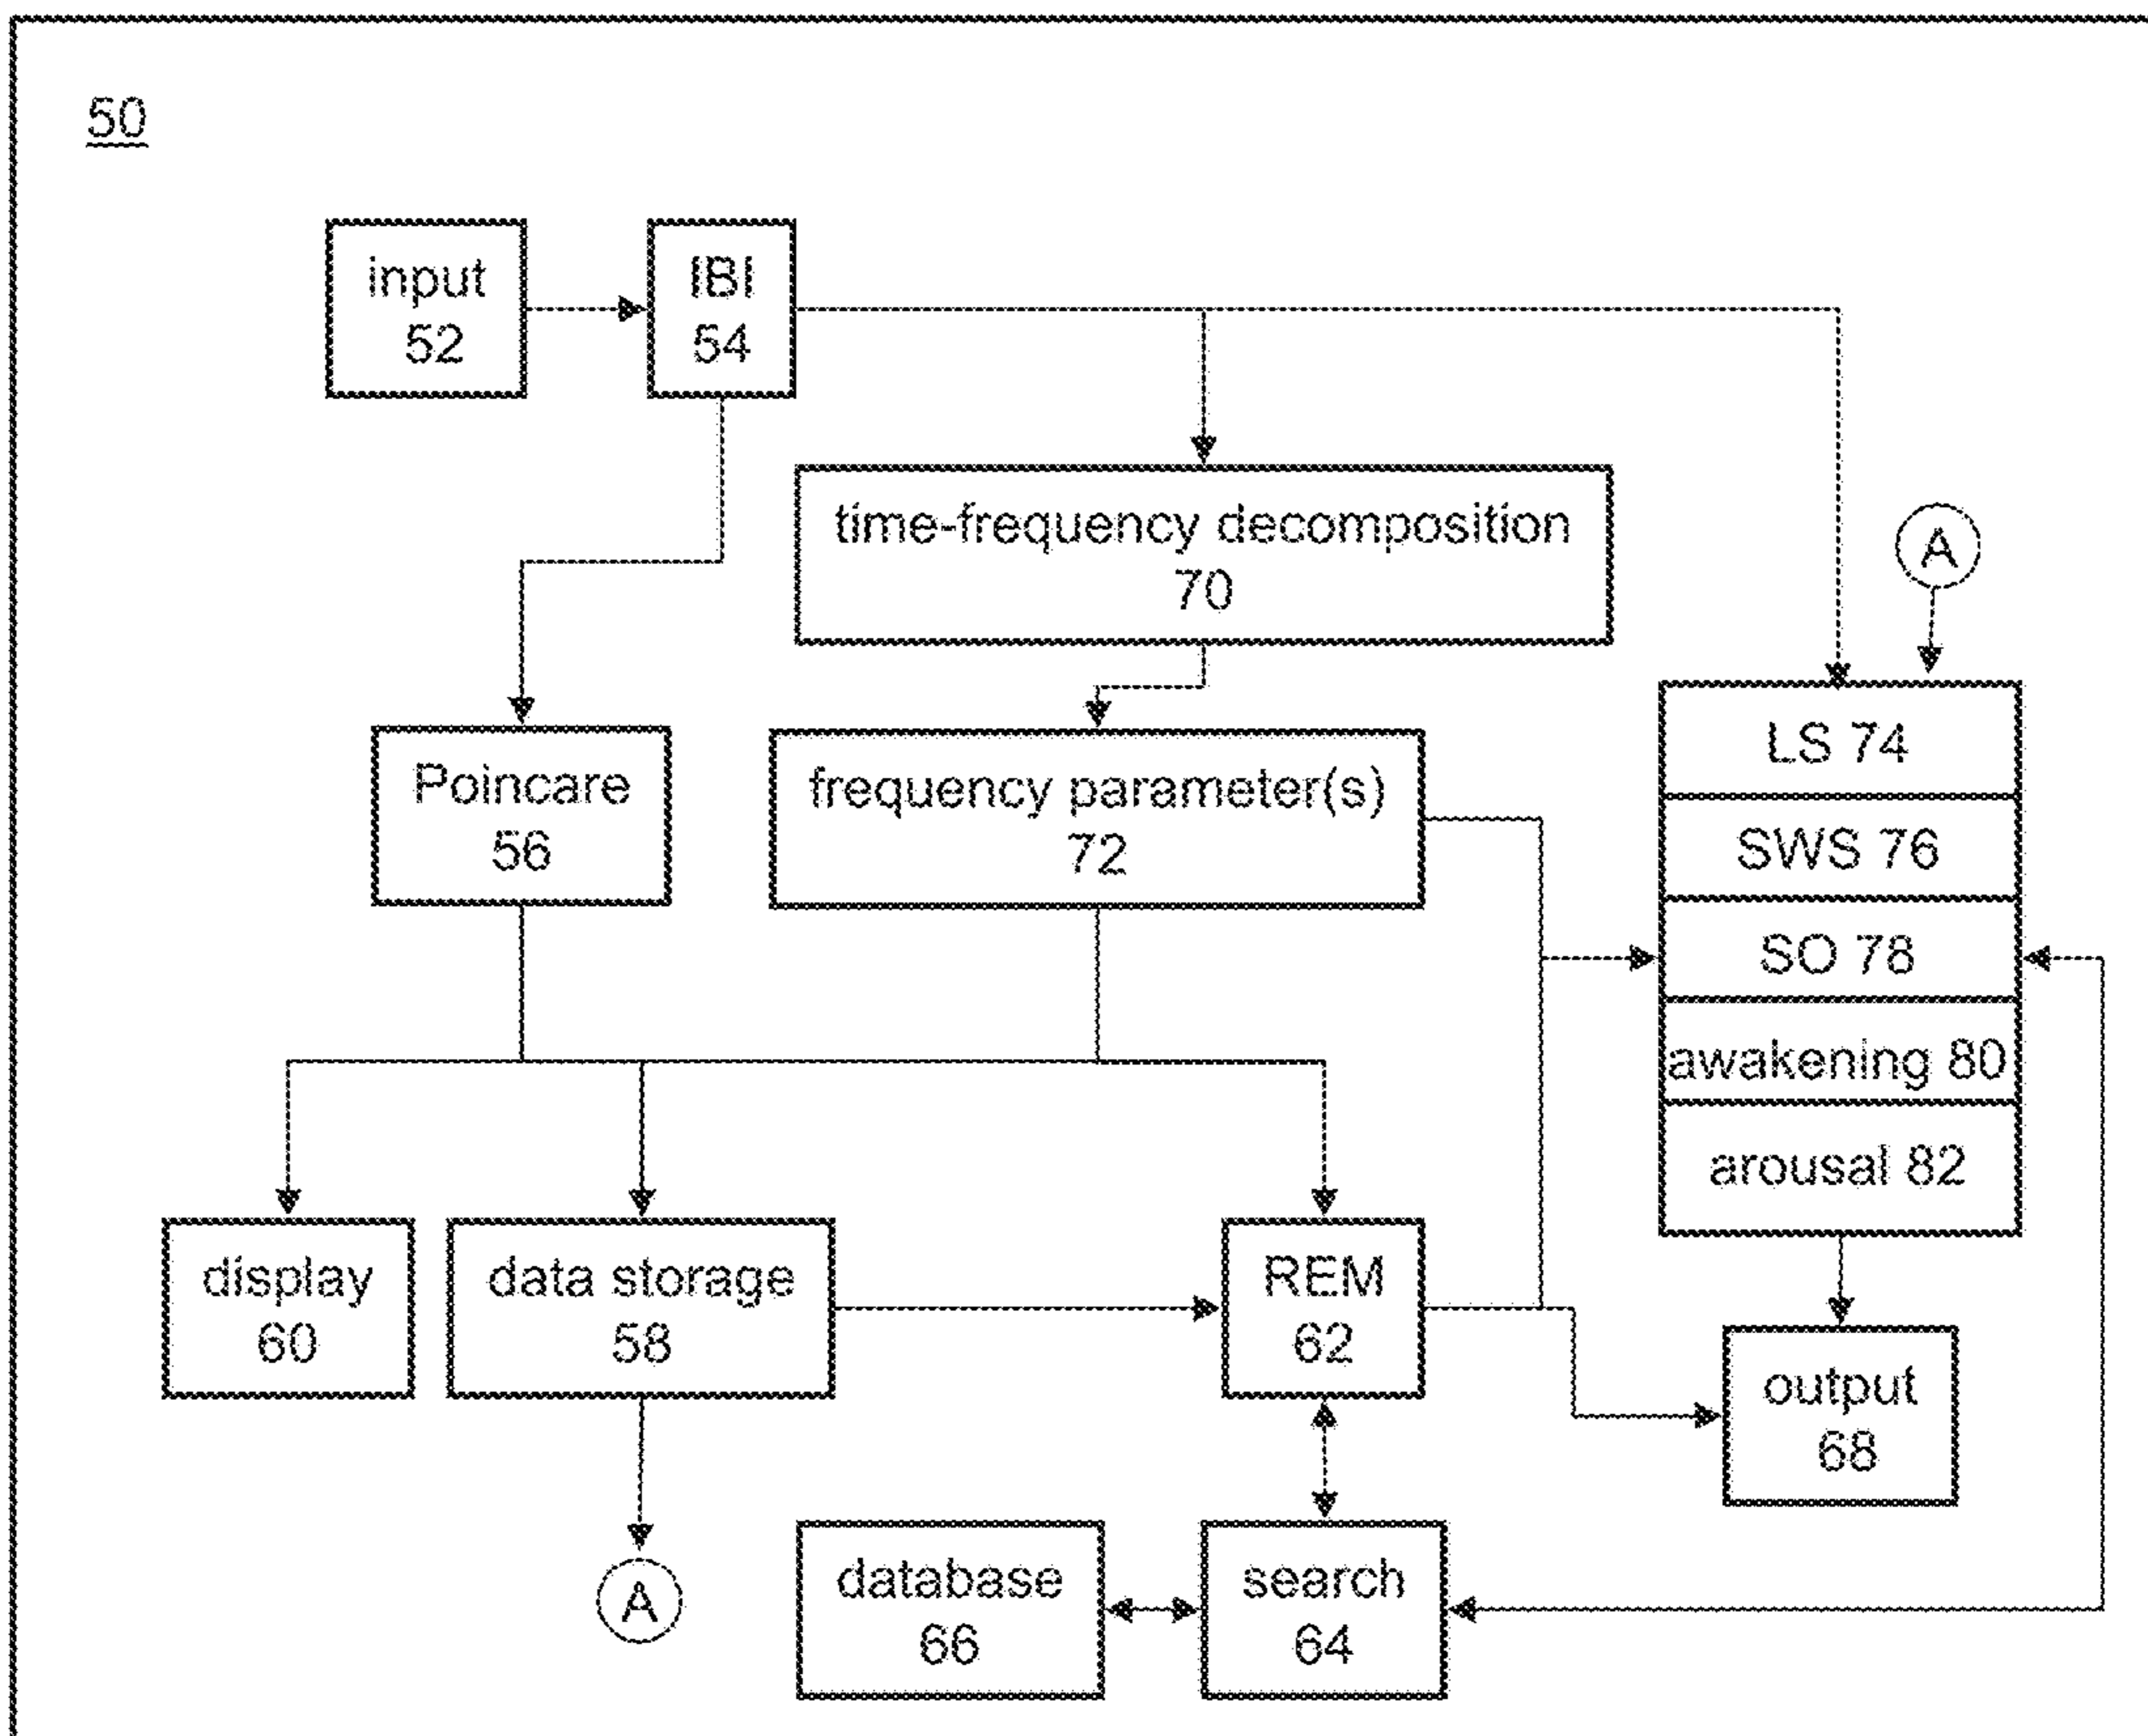 50
input
52
IBI
54
time-frequency decomposition
70
A
Poincare
56
frequency parameter(s)
72
LS 74
SWS 76
SO 78
awakening 80
arousal 82
display
60
data storage
58
REM
62
output
68
A
database
66
search
64